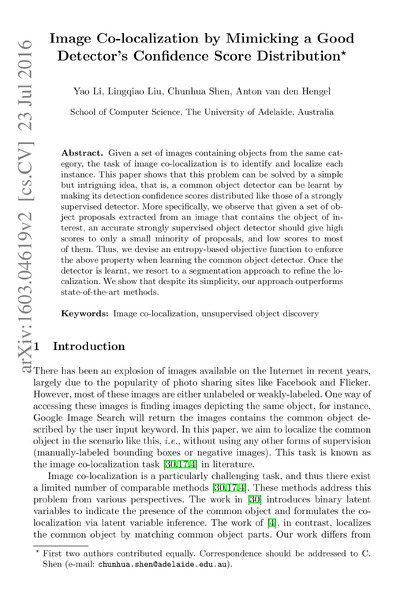 Image Co-localization by Mimicking a Good
Detector's Confidence Score Distribution⋆
Yao Li, Lingqiao Liu, Chunhua Shen, Anton van den Hengel
School of Computer Science, The University of Adelaide, Australia
Abstract. Given a set of images containing objects from the same cat-
egory, the task of image co-localization is to identify and localize each
instance. This paper shows that this problem can be solved by a simple
but intriguing idea, that is, a common object detector can be learnt by
making its detection confidence scores distributed like those of a strongly
supervised detector. More specifically, we observe that given a set of ob-
ject proposals extracted from an image that contains the object of in-
terest, an accurate strongly supervised object detector should give high
scores to only a small minority of proposals, and low scores to most of
them. Thus, we devise an entropy-based objective function to enforce
the above property when learning the common object detector. Once the
detector is learnt, we resort to a segmentation approach to refine the lo-
calization. We show that despite its simplicity, our approach outperforms
state-of-the-art methods.
Keywords: Image co-localization, unsupervised object discovery
1 Introduction
There has been an explosion of images available on the Internet in recent years,
largely due to the popularity of photo sharing sites like Facebook and Flicker.
However, most of these images are either unlabeled or weakly-labeled. One way of
accessing these images is finding images depicting the same object, for instance,
Google Image Search will return the images contains the common object de-
scribed by the user input keyword. In this paper, we aim to localize the common
object in the scenario like this, i.e., without using any other forms of supervision
(manually-labeled bounding boxes or negative images). This task is known as
the image co-localization task [30,17,4] in literature.
Image co-localization is a particularly challenging task, and thus there exist
a limited number of comparable methods [30,17,4]. These methods address this
problem from various perspectives. The work in [30] introduces binary latent
variables to indicate the presence of the common object and formulates the co-
localization via latent variable inference. The work of [4], in contrast, localizes
the common object by matching common object parts. Our work differs from
⋆ First two authors contributed equally. Correspondence should be addressed to C.
Shen (e-mail: chunhua.shen@adelaide.edu.au).
arXiv:1603.04619v2 [cs.CV] 23 Jul 2016